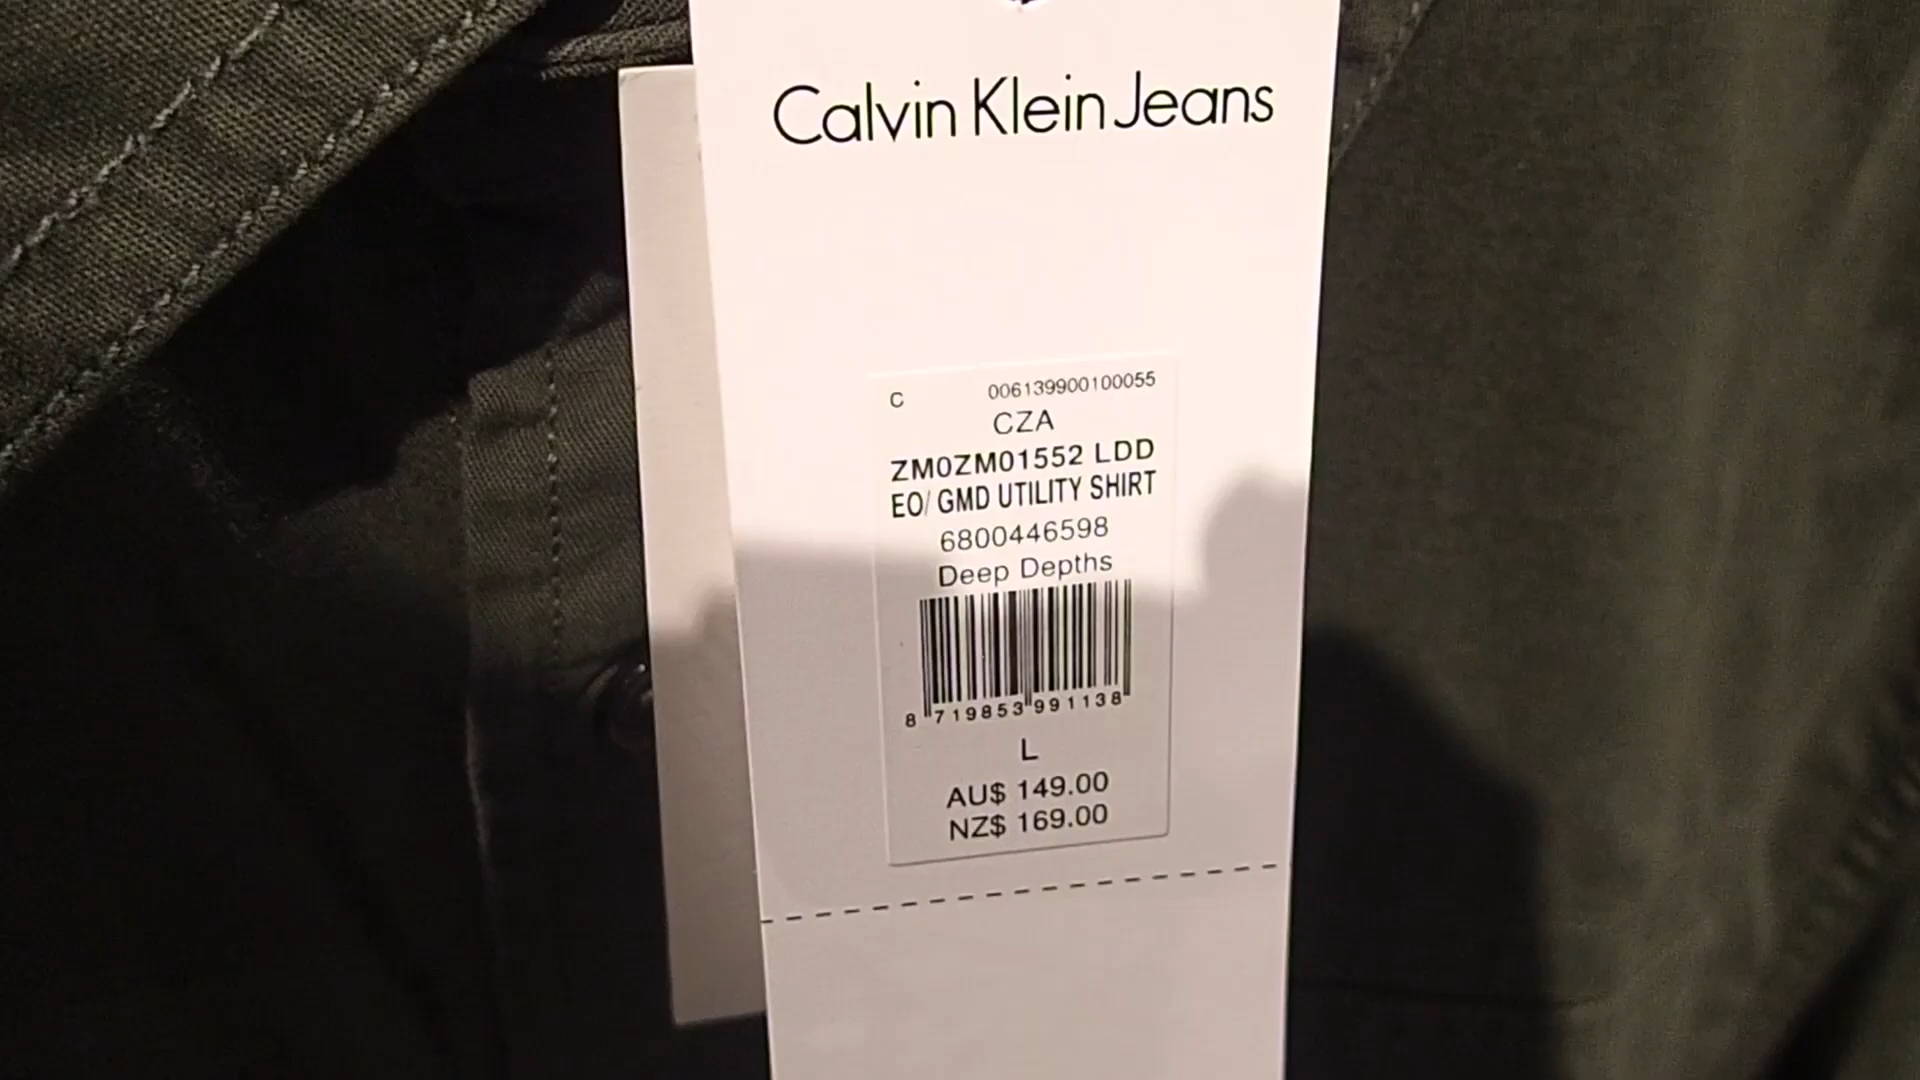 Calvin Klein Jeans
C 006139900100055
CZA
ZM0ZM01552 LDD
EO/ GMD UTILITY SHIRT
6800446598
Deep Depths
8 719853 991138
L
AU$ 149.00
NZ$ 169.00